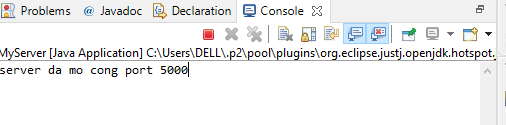 Problems @ Javadoc Declaration Console
MyServer [Java Application] C:\Users\DELL\.p2\pool\plugins\org.eclipse.justj.openjdk.hotspot.
server da mo cong port 5000